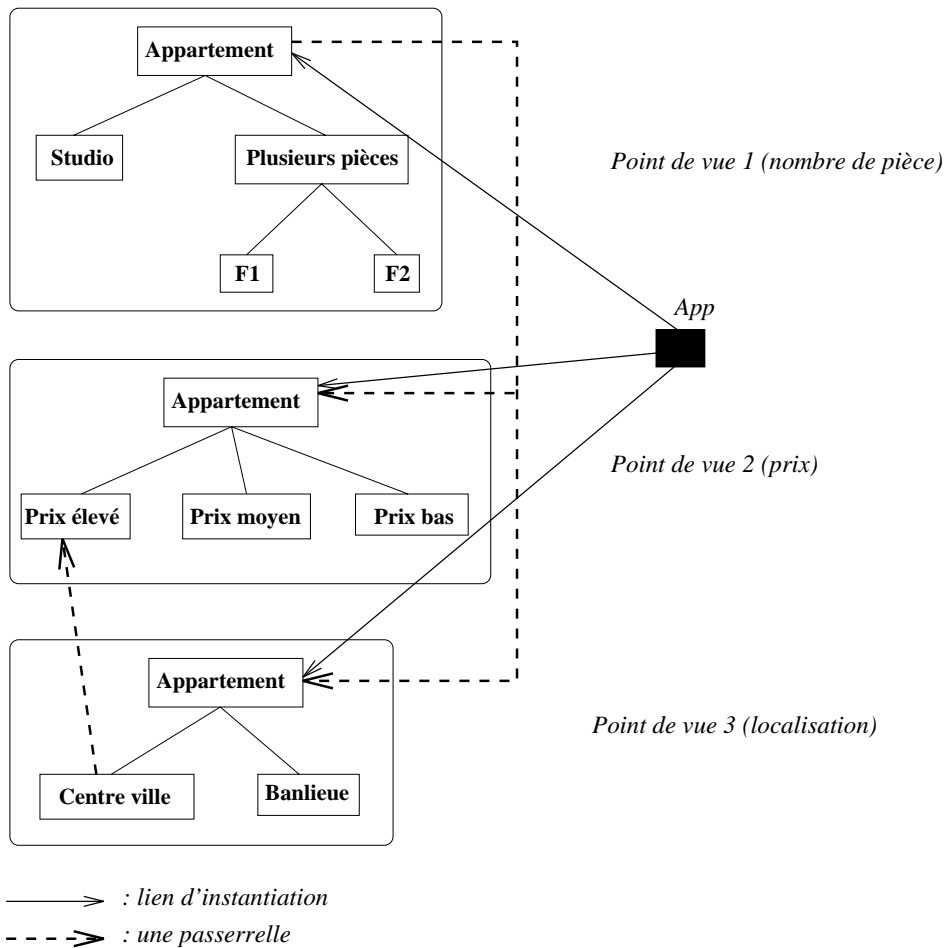 Appartement
Studio
Plusieurs pièces
Point de vue 1 (nombre de pièce)
F1
F2
App
Appartement
Point de vue 2 (prix)
Prix élevé
Prix moyen
Prix bas
Appartement
Point de vue 3 (localisation)
Centre ville
Banlieue
: lien d'instantiation
: une passerrelle